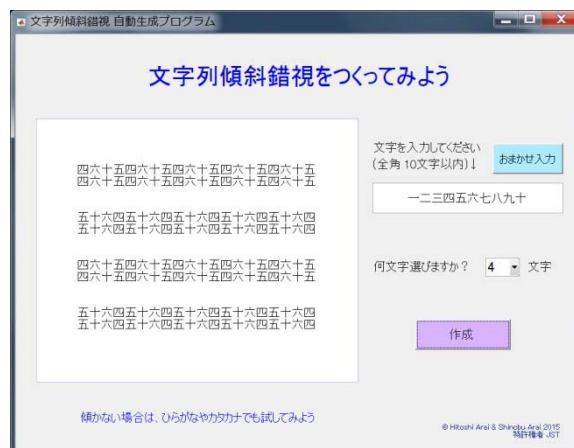 文字列傾斜錯視 自動生成プログラム
文字列傾斜錯視をつくってみよう
四六十五四六十五四六十五四六十五四六十五
四六十五四六十五四六十五四六十五四六十五
五十六四五十六四五十六四五十六四五十六四
五十六四五十六四五十六四五十六四五十六四
四六十五四六十五四六十五四六十五四六十五
四六十五四六十五四六十五四六十五四六十五
五十六四五十六四五十六四五十六四五十六四
五十六四五十六四五十六四五十六四五十六四
傾かない場合は、ひらがなやカタカナでも試してみよう
文字を入力してください
(全角 10文字以内)↓
おまかせ入力
一二三四五六七八九十
何文字選びますか？ 4 文字
作成
© Hitoshi Arai & Shinobu Arai 2015
特許権者 JST